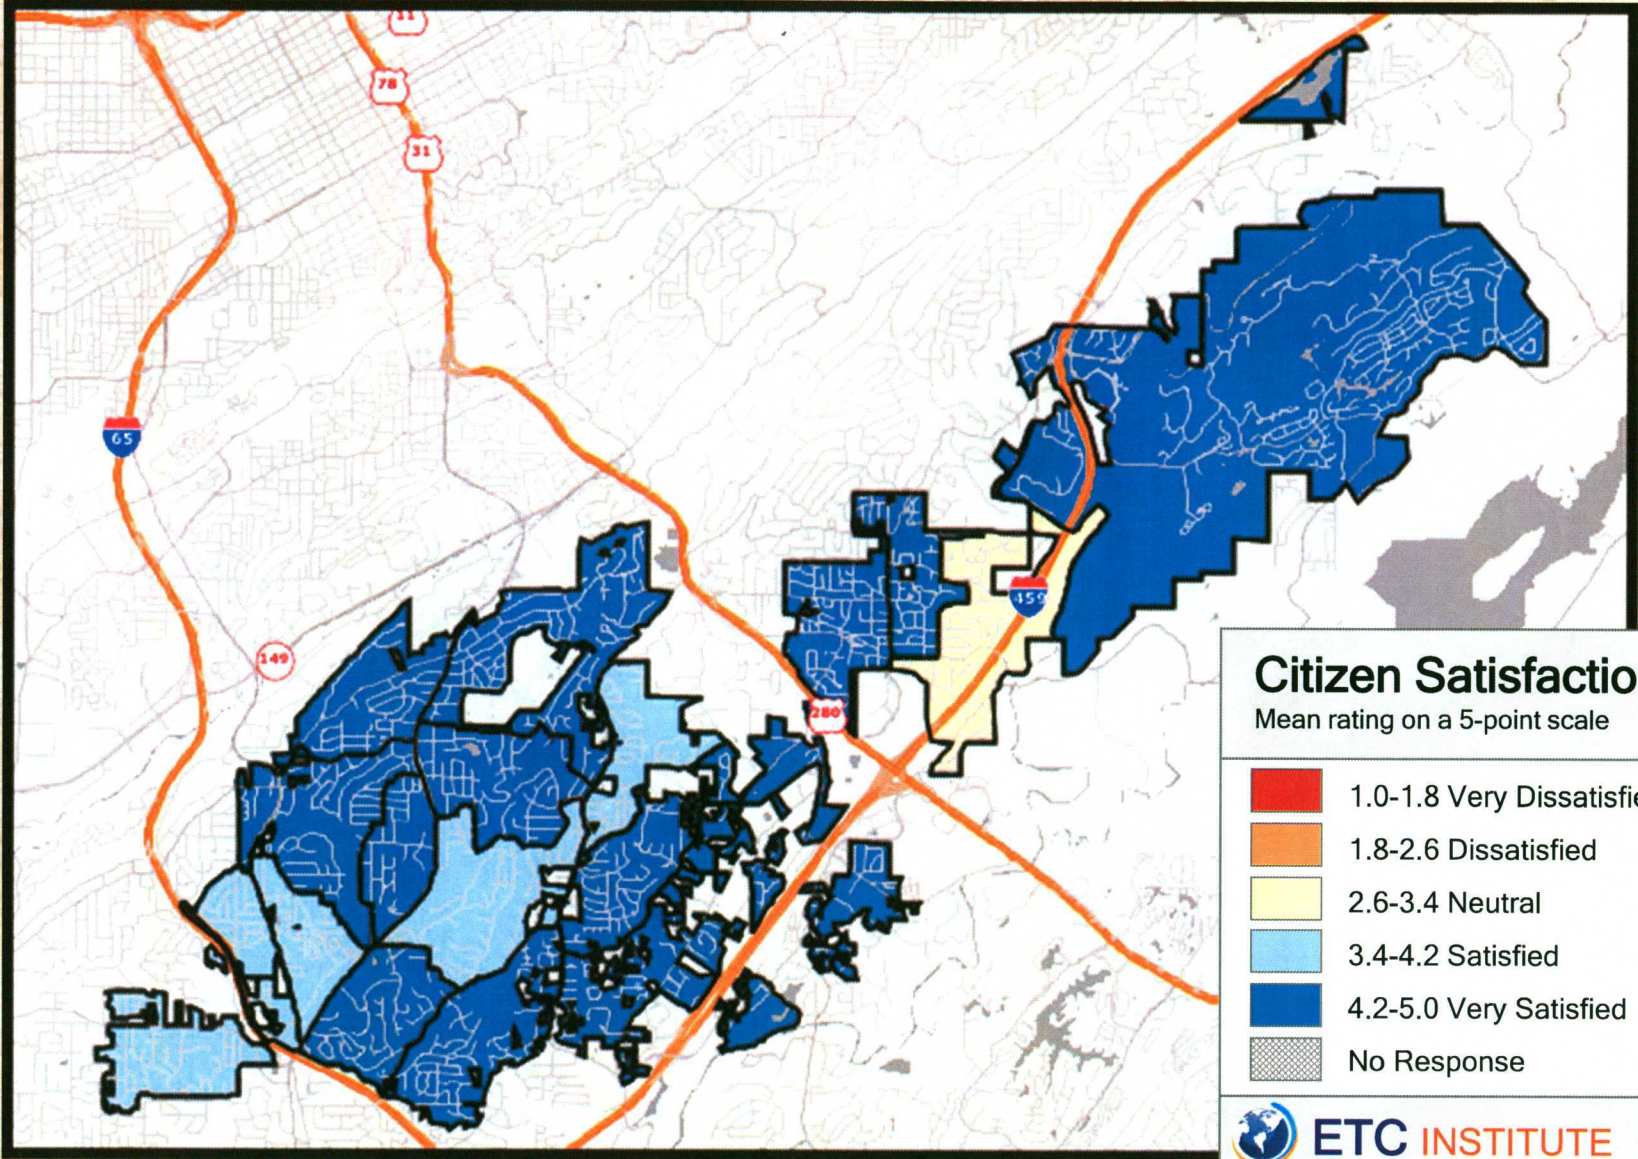 31
78
31
65
149
280
459
Citizen Satisfactio
Mean rating on a 5-point scale
1.0-1.8 Very Dissatisfie
1.8-2.6 Dissatisfied
2.6-3.4 Neutral
3.4-4.2 Satisfied
4.2-5.0 Very Satisfied
No Response
ETC INSTITUTE